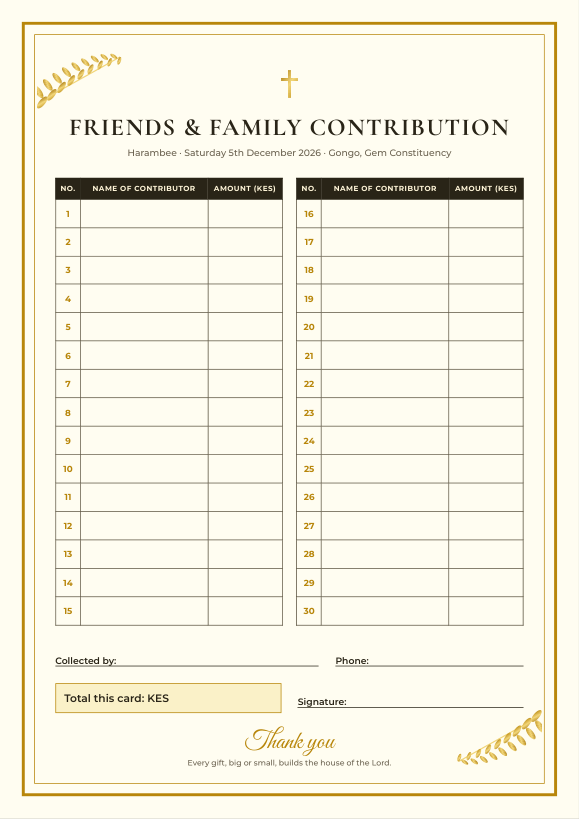 FRIENDS & FAMILY CONTRIBUTION
Harambee · Saturday 5th December 2026 · Gongo, Gem Constituency
NO. NAME OF CONTRIBUTOR AMOUNT (KES) NO. NAME OF CONTRIBUTOR AMOUNT (KES)
1 16
2 17
3 18
4 19
5 20
6 21
7 22
8 23
9 24
10 25
11 26
12 27
13 28
14 29
15 30
Collected by: Phone:
Total this card: KES
Signature:
Thank you
Every gift, big or small, builds the house of the Lord.